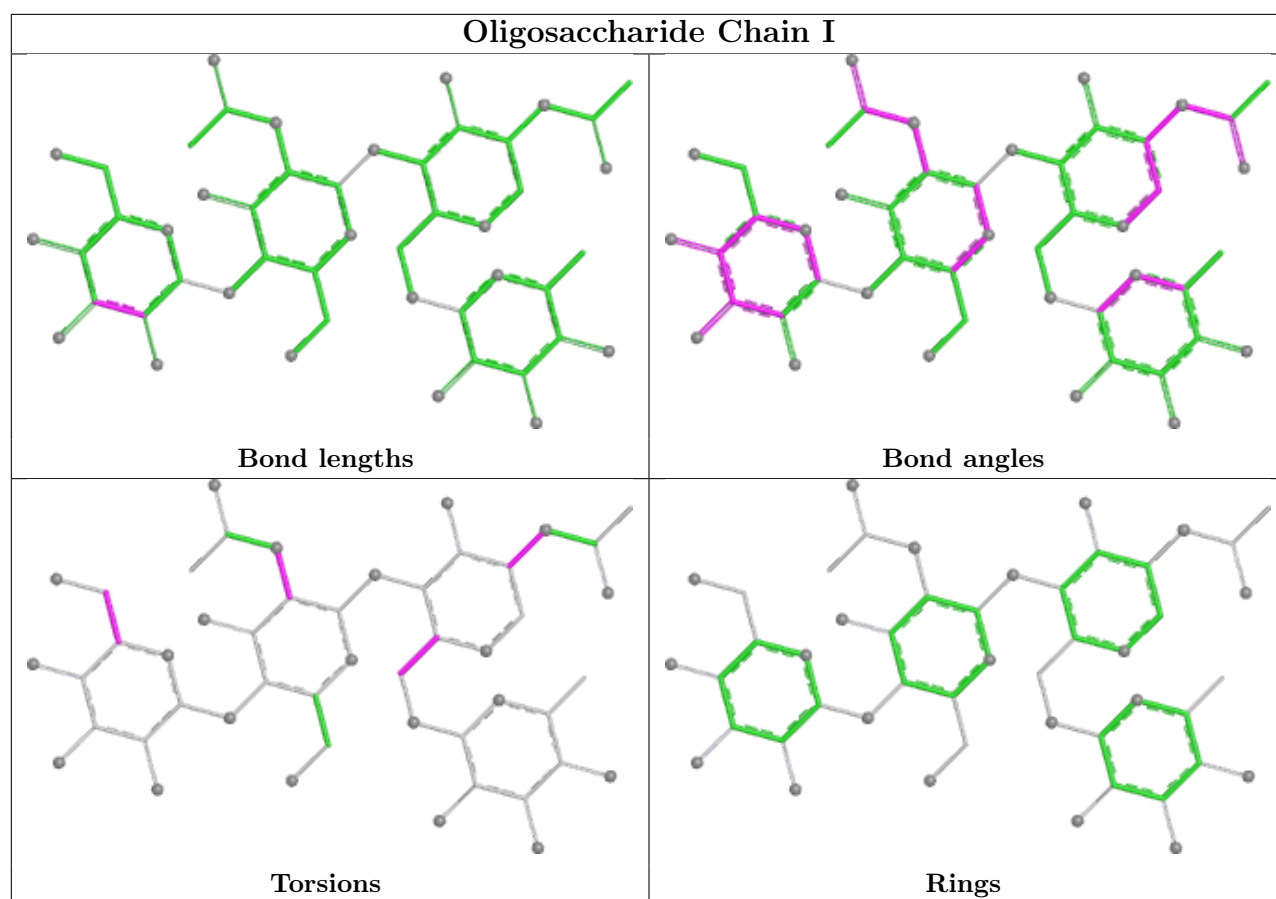 Oligosaccharide Chain I
Bond lengths
Bond angles
Torsions
Rings